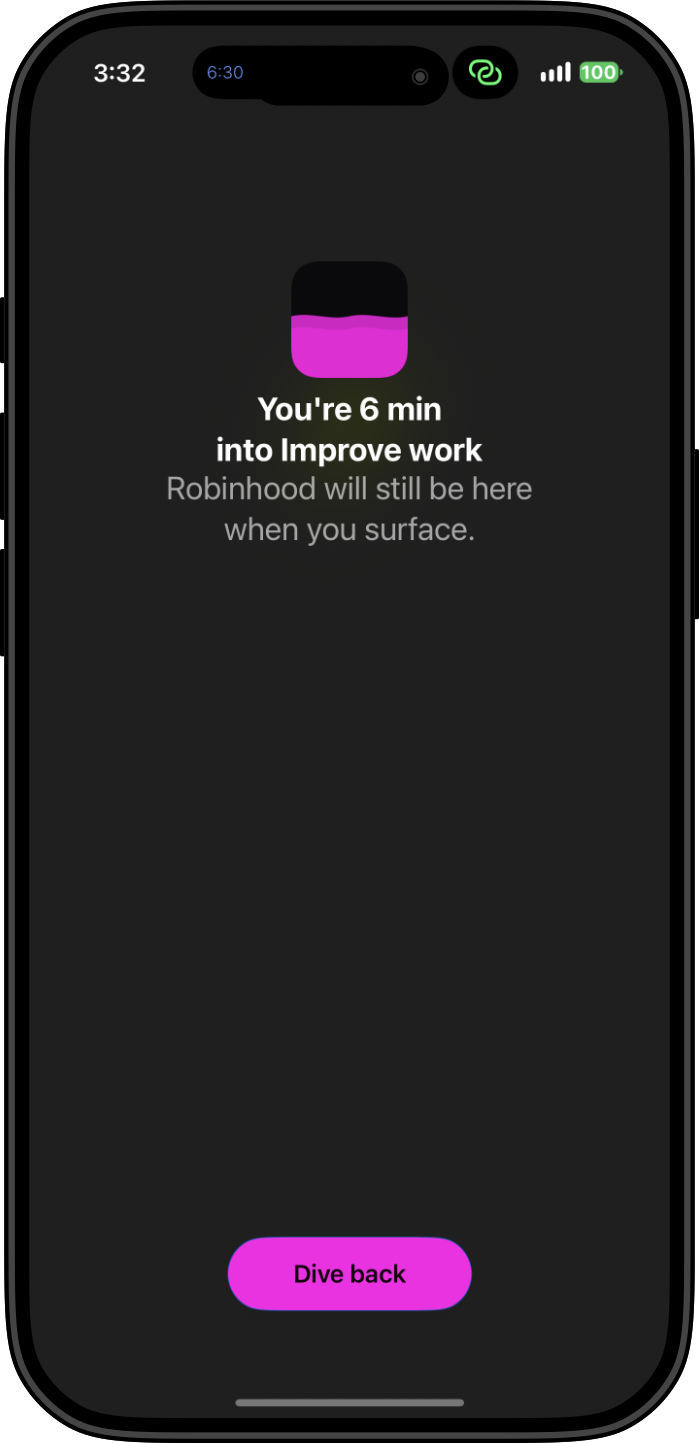 3:32
6:30
100
You're 6 min
into Improve work
Robinhood will still be here
when you surface.
Dive back